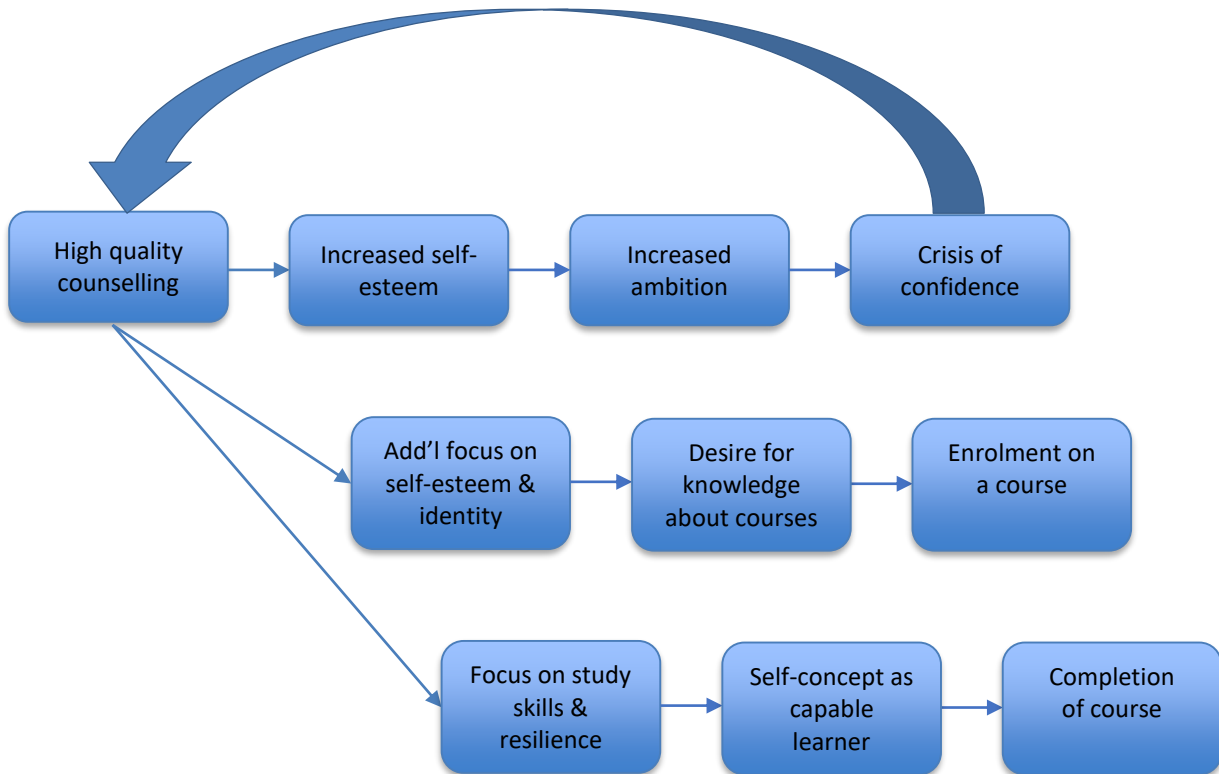 High quality
counselling
Increased self-
esteem
Increased
ambition
Crisis of
confidence
Add’l focus on
self-esteem &
identity
Desire for
knowledge
about courses
Enrolment on
a course
Focus on study
skills &
resilience
Self-concept as
capable
learner
Completion
of course